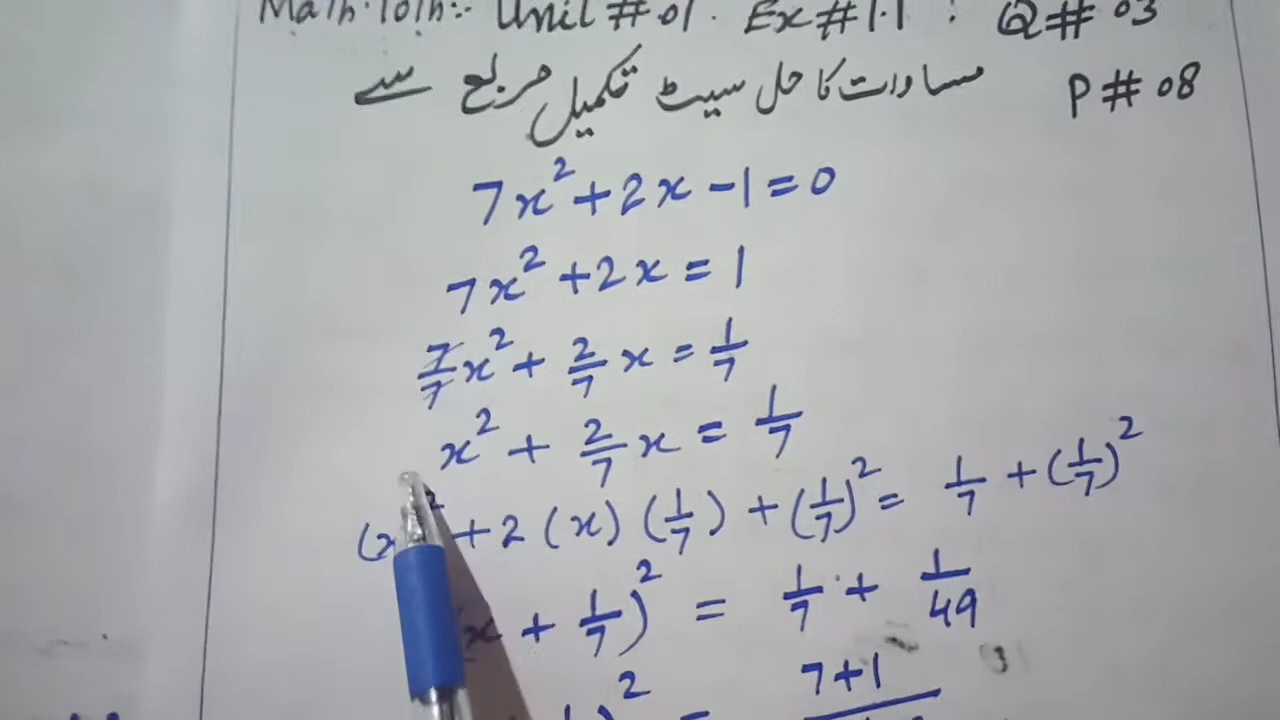 Math.10th:- Unit # 01. Ex # 1.1 : Q # 03
مساوات کا حل سیٹ تکمیل مربع سے P # 08
7x² + 2x - 1 = 0
7x² + 2x = 1
7/7 x² + 2/7 x = 1/7
x² + 2/7 x = 1/7
(x)² + 2 (x) (1/7) + (1/7)² = 1/7 + (1/7)²
(x + 1/7)² = 1/7 + 1/49
)² = 7+1